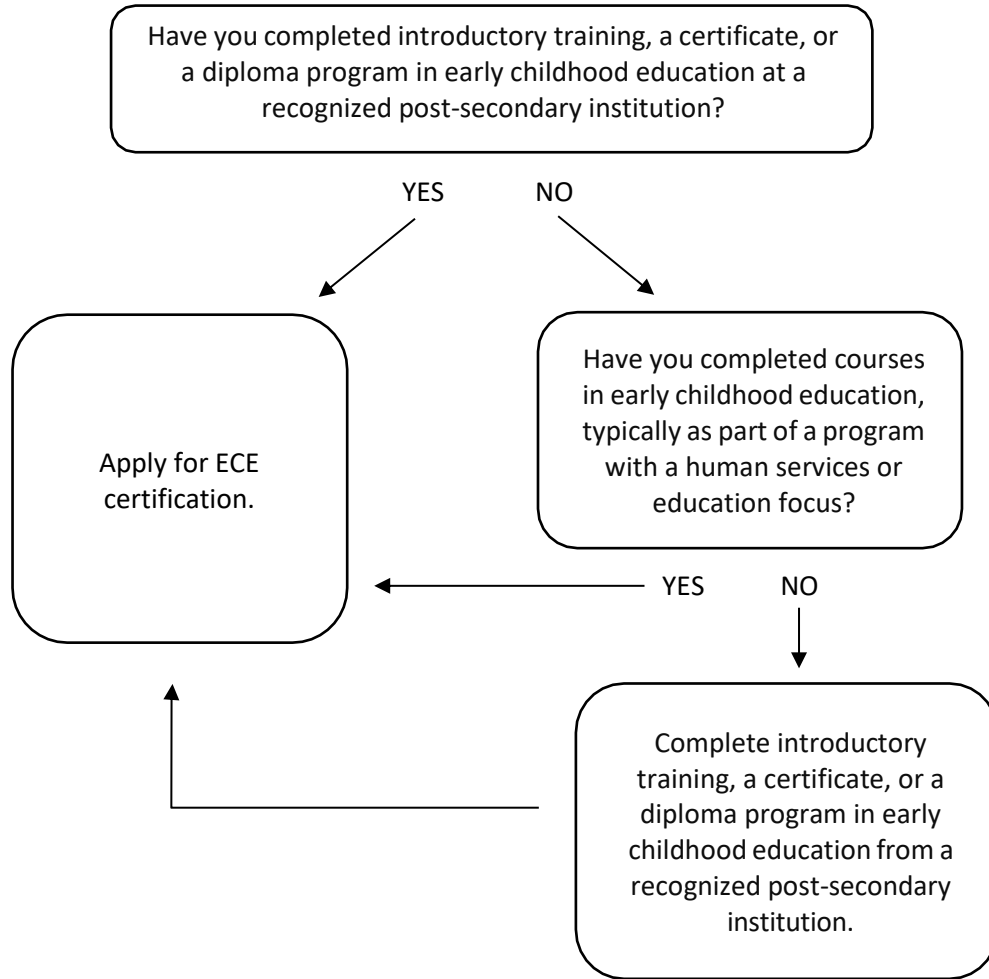 Have you completed introductory training, a certificate, or
a diploma program in early childhood education at a
recognized post-secondary institution?
YES NO
Apply for ECE
certification.
Have you completed courses
in early childhood education,
typically as part of a program
with a human services or
education focus?
YES NO
Complete introductory
training, a certificate, or a
diploma program in early
childhood education from a
recognized post-secondary
institution.